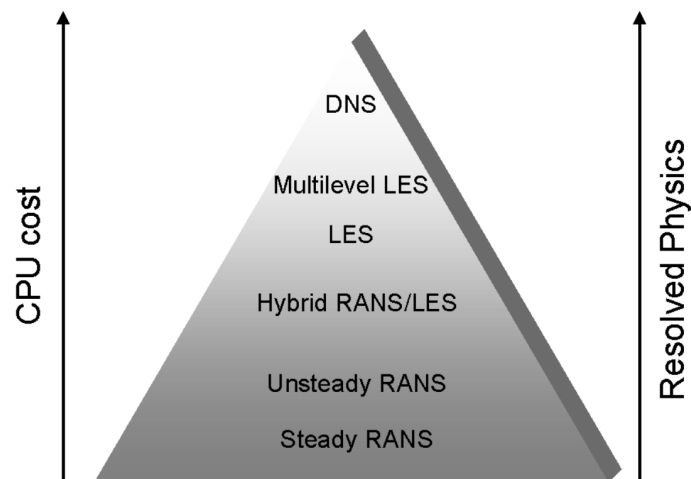 DNS
Multilevel LES
LES
Hybrid RANS/LES
Unsteady RANS
Steady RANS
CPU cost
Resolved Physics